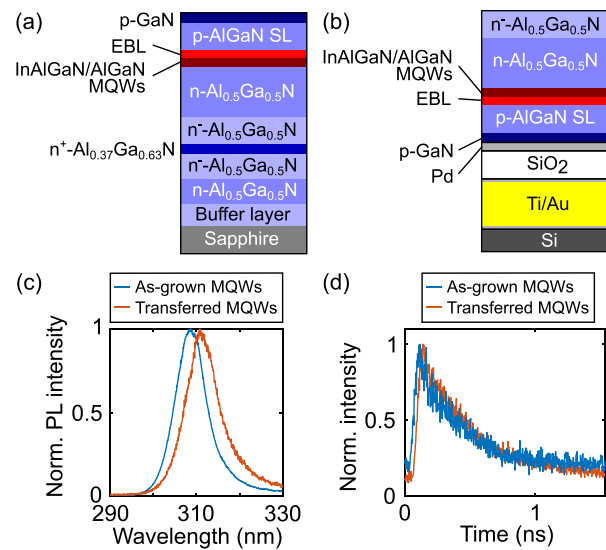 (a)
p-GaN
EBL
InAlGaN/AlGaN
MQWs
n⁺-Al₀.₃₇Ga₀.₆₃N
p-AlGaN SL
n-Al₀.₅Ga₀.₅N
n⁻-Al₀.₅Ga₀.₅N
n⁻-Al₀.₅Ga₀.₅N
n-Al₀.₅Ga₀.₅N
Buffer layer
Sapphire
(b)
InAlGaN/AlGaN
MQWs
EBL
p-GaN
Pd
n⁻-Al₀.₅Ga₀.₅N
n-Al₀.₅Ga₀.₅N
p-AlGaN SL
SiO₂
Ti/Au
Si
(c)
As-grown MQWs
Transferred MQWs
Norm. PL intensity
1
0.5
0
290 310 330
Wavelength (nm)
(d)
As-grown MQWs
Transferred MQWs
Norm. intensity
1
0.5
0
0 1
Time (ns)